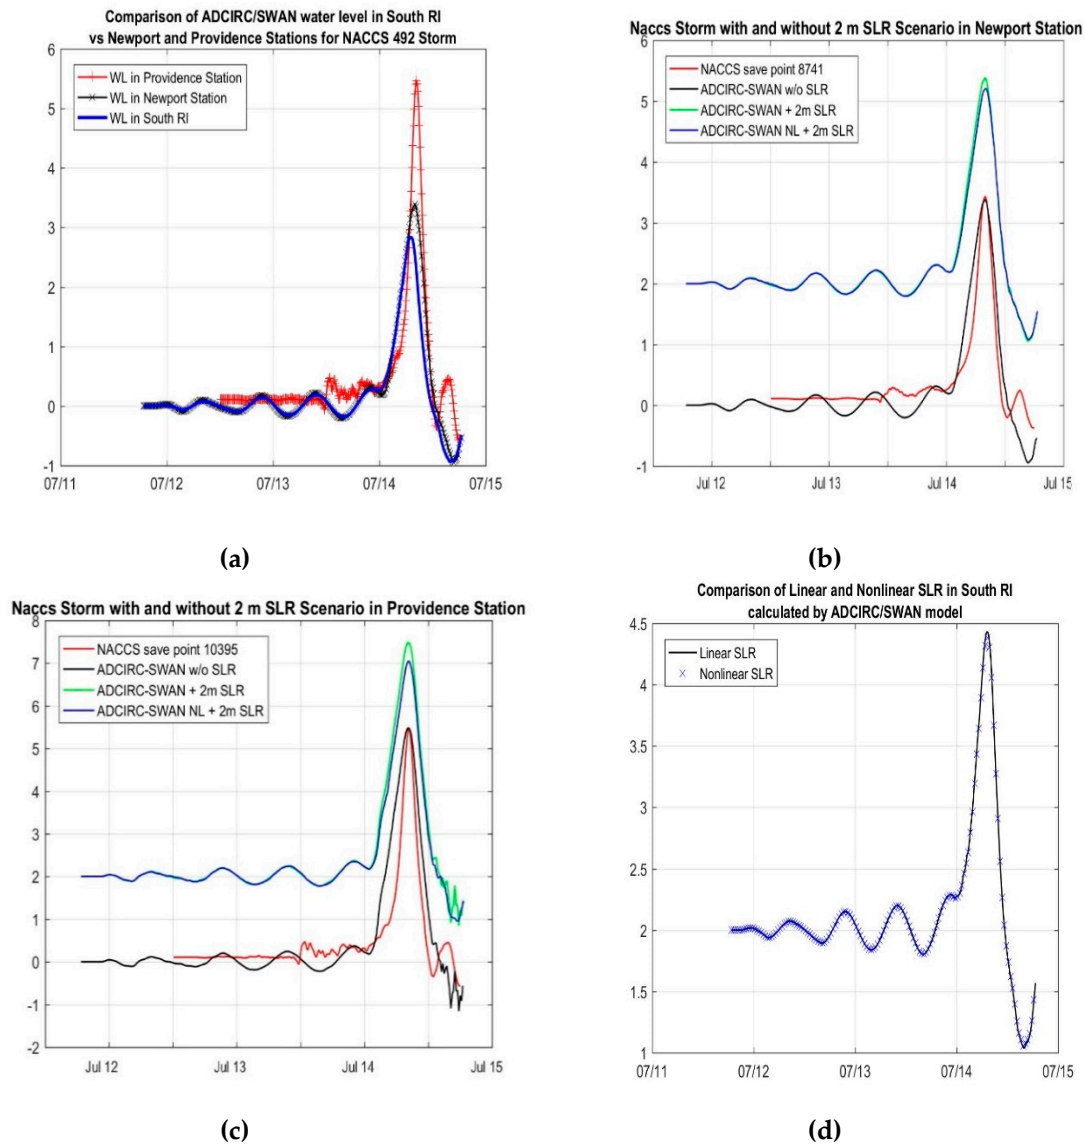 Comparison of ADCIRC/SWAN water level in South RI
vs Newport and Providence Stations for NACCS 492 Storm
WL in Providence Station
WL in Newport Station
WL in South RI
6
5
4
3
2
1
0
-1
07/11
07/12
07/13
07/14
07/15
(a)
Naccs Storm with and without 2 m SLR Scenario in Newport Station
NACCS save point 8741
ADCIRC-SWAN w/o SLR
ADCIRC-SWAN + 2m SLR
ADCIRC-SWAN NL + 2m SLR
6
5
4
3
2
1
0
-1
Jul 12
Jul 13
Jul 14
Jul 15
(b)
Naccs Storm with and without 2 m SLR Scenario in Providence Station
NACCS save point 10395
ADCIRC-SWAN w/o SLR
ADCIRC-SWAN + 2m SLR
ADCIRC-SWAN NL + 2m SLR
8
7
6
5
4
3
2
1
0
-1
-2
Jul 12
Jul 13
Jul 14
Jul 15
(c)
Comparison of Linear and Nonlinear SLR in South RI
calculated by ADCIRC/SWAN model
Linear SLR
Nonlinear SLR
4.5
4
3.5
3
2.5
2
1.5
1
07/11
07/12
07/13
07/14
07/15
(d)